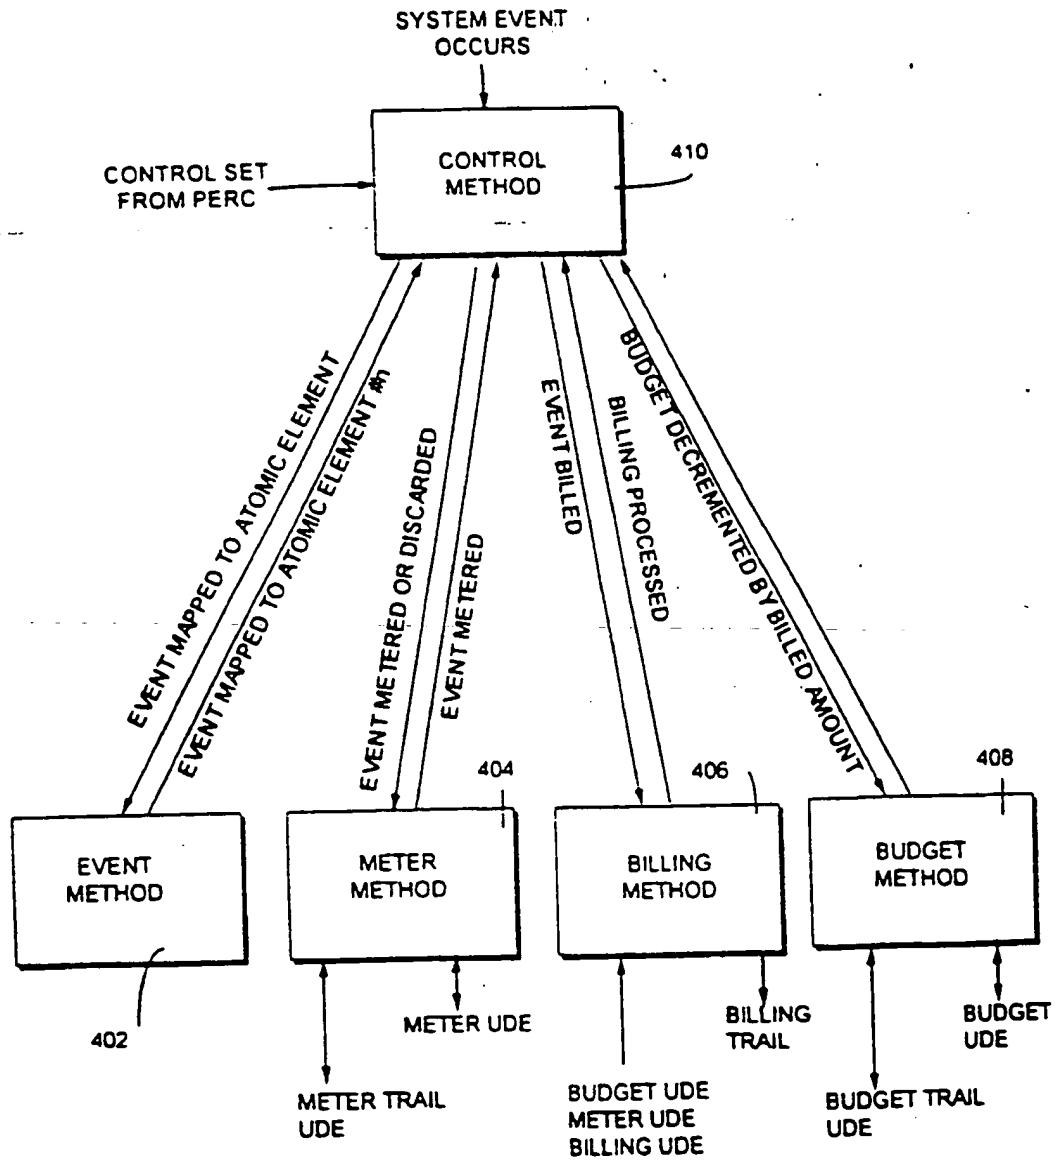 SYSTEM EVENT
OCCURS
CONTROL
METHOD
410
CONTROL SET
FROM PERC
EVENT MAPPED TO ATOMIC ELEMENT
EVENT MAPPED TO ATOMIC ELEMENT #n
EVENT METERED OR DISCARDED
EVENT METERED
EVENT BILLED
BILLING PROCESSED
BUDGET DECREMENTED BY BILLED AMOUNT
404
406
408
EVENT
METHOD
METER
METHOD
BILLING
METHOD
BUDGET
METHOD
402
METER UDE
METER TRAIL
UDE
BUDGET UDE
METER UDE
BILLING UDE
BILLING
TRAIL
BUDGET
UDE
BUDGET TRAIL
UDE